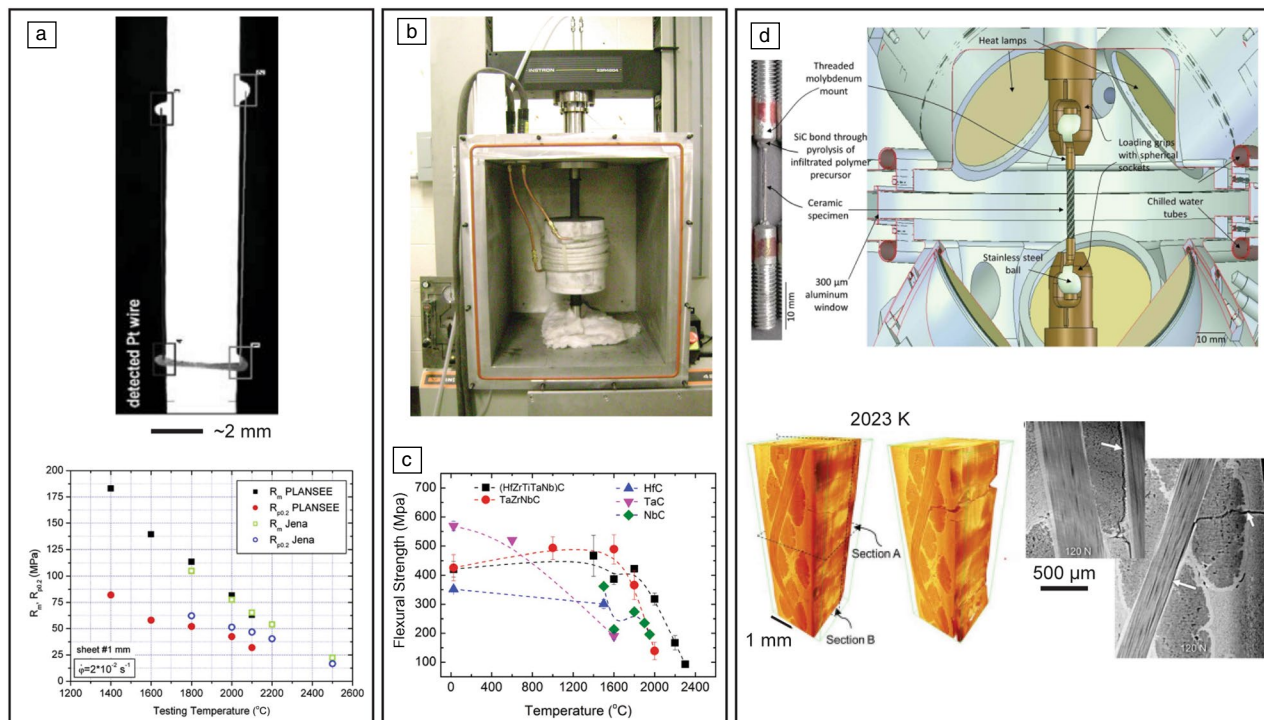 a
detected Pt wire
~2 mm
200
175
150
125
100
75
50
25
0
R_m, R_p0.2 (MPa)
R_m PLANSEE
R_p0.2 PLANSEE
R_m Jena
R_p0.2 Jena
sheet #1 mm
φ̇=2*10⁻² s⁻¹
1200 1400 1600 1800 2000 2200 2400 2600
Testing Temperature (°C)
b
INSTRON
c
700
600
500
400
300
200
100
Flexural Strength (Mpa)
(HfZrTiTaNb)C
TaZrNbC
HfC
TaC
NbC
0 400 800 1200 1600 2000 2400
Temperature (°C)
d
Threaded
molybdenum
mount
SiC bond through
pyrolysis of
infiltrated polymer
precursor
Ceramic
specimen
Stainless steel
ball
300 µm
aluminum
window
10 mm
Heat lamps
Loading grips
with spherical
sockets
Chilled water
tubes
10 mm
2023 K
Section A
Section B
1 mm
120 N
500 µm
120 N